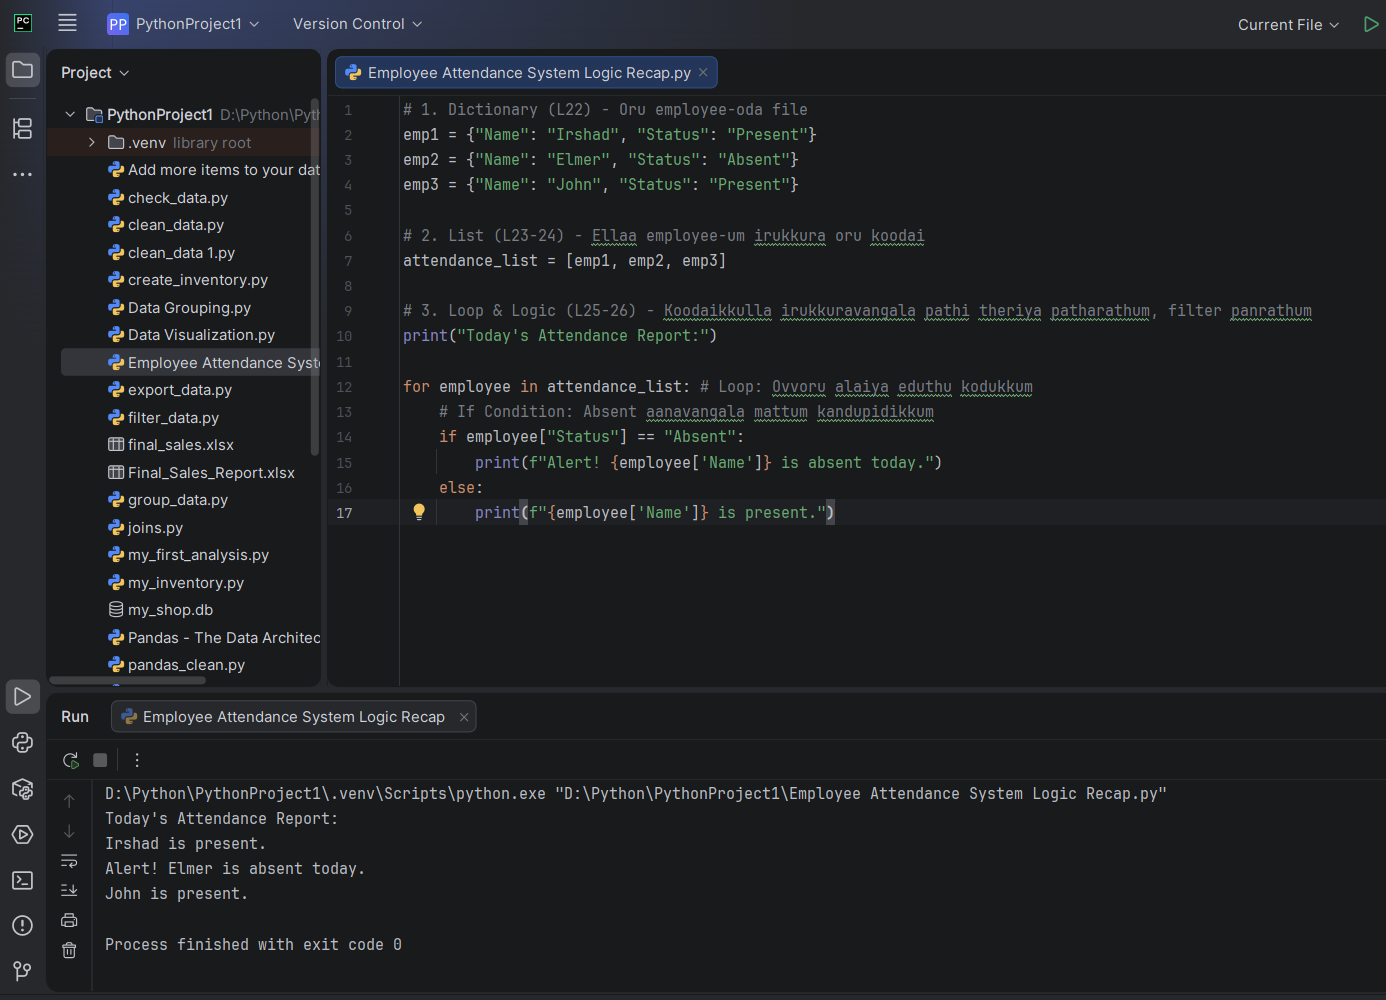 PC
PP PythonProject1
Version Control
Current File
Project
PythonProject1 D:\Python\Pyth
.venv library root
Add more items to your dat
check_data.py
clean_data.py
clean_data 1.py
create_inventory.py
Data Grouping.py
Data Visualization.py
Employee Attendance Syste
export_data.py
filter_data.py
final_sales.xlsx
Final_Sales_Report.xlsx
group_data.py
joins.py
my_first_analysis.py
my_inventory.py
my_shop.db
Pandas - The Data Architec
pandas_clean.py
Employee Attendance System Logic Recap.py
1 # 1. Dictionary (L22) - Oru employee-oda file
2 emp1 = {"Name": "Irshad", "Status": "Present"}
3 emp2 = {"Name": "Elmer", "Status": "Absent"}
4 emp3 = {"Name": "John", "Status": "Present"}
5
6 # 2. List (L23-24) - Ellaa employee-um irukkura oru koodai
7 attendance_list = [emp1, emp2, emp3]
8
9 # 3. Loop & Logic (L25-26) - Koodaikkulla irukkuravangala pathi theriya patharathum, filter panrathum
10 print("Today's Attendance Report:")
11
12 for employee in attendance_list: # Loop: Ovvoru alaiya eduthu kodukkum
13 # If Condition: Absent aanavangala mattum kandupidikkum
14 if employee["Status"] == "Absent":
15 print(f"Alert! {employee['Name']} is absent today.")
16 else:
17 print(f"{employee['Name']} is present.")
Run
Employee Attendance System Logic Recap
D:\Python\PythonProject1\.venv\Scripts\python.exe "D:\Python\PythonProject1\Employee Attendance System Logic Recap.py"
Today's Attendance Report:
Irshad is present.
Alert! Elmer is absent today.
John is present.
Process finished with exit code 0